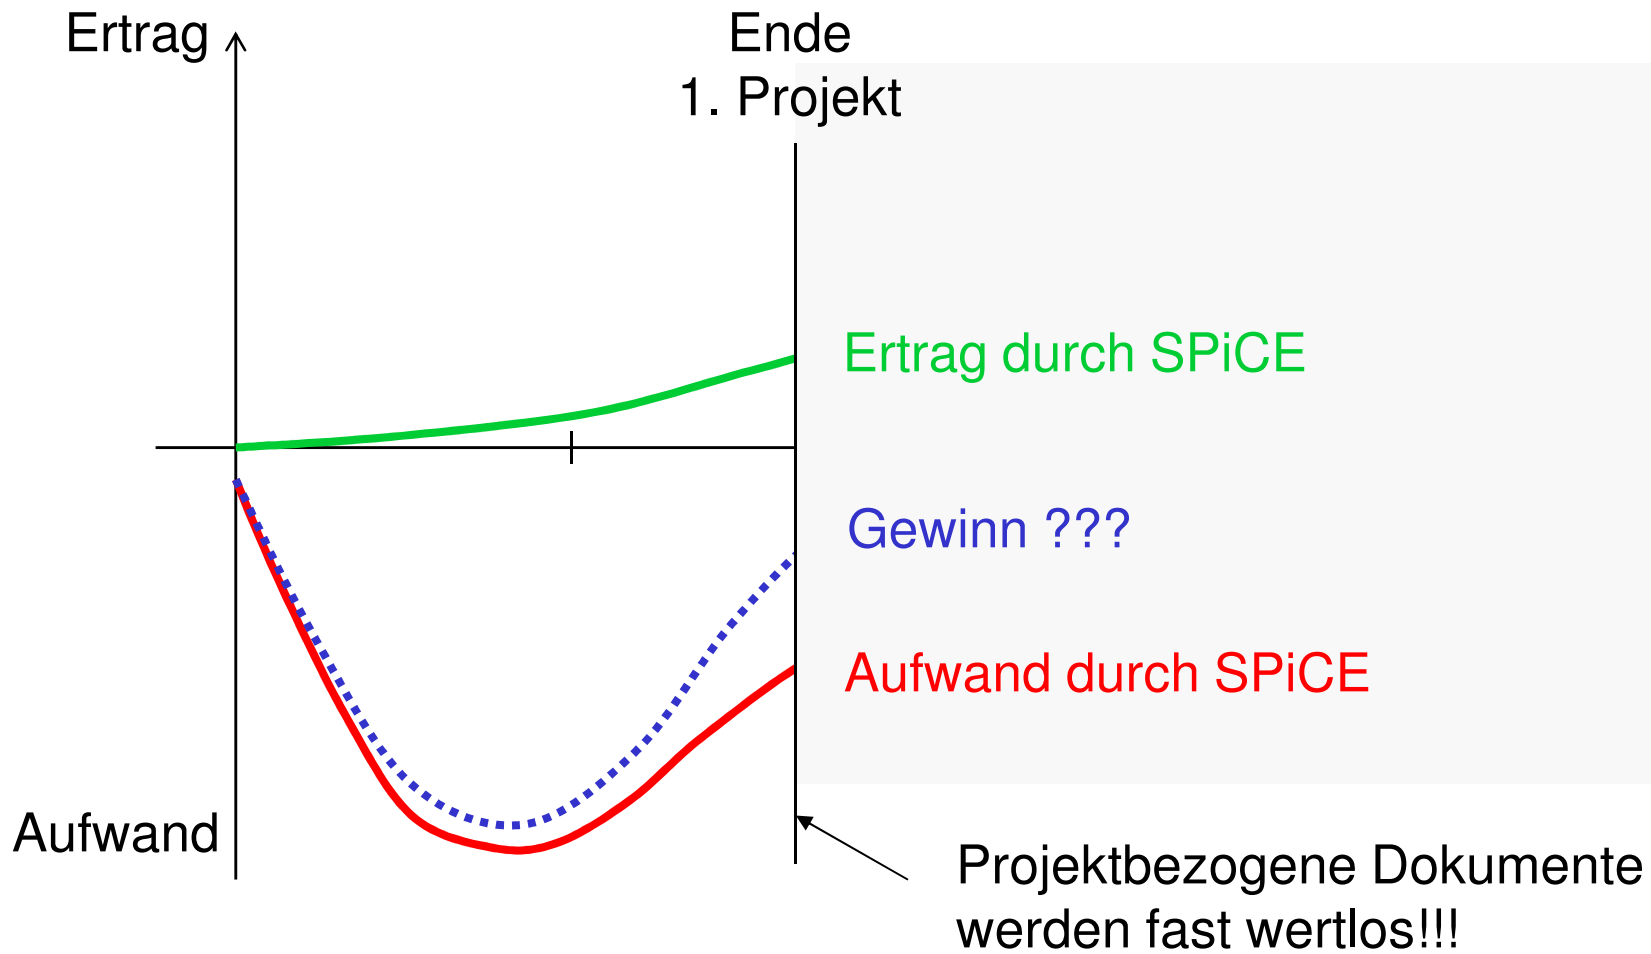 Ertrag
Ende
1. Projekt
Ertrag durch SPiCE
Gewinn ???
Aufwand durch SPiCE
Aufwand
Projektbezogene Dokumente
werden fast wertlos!!!